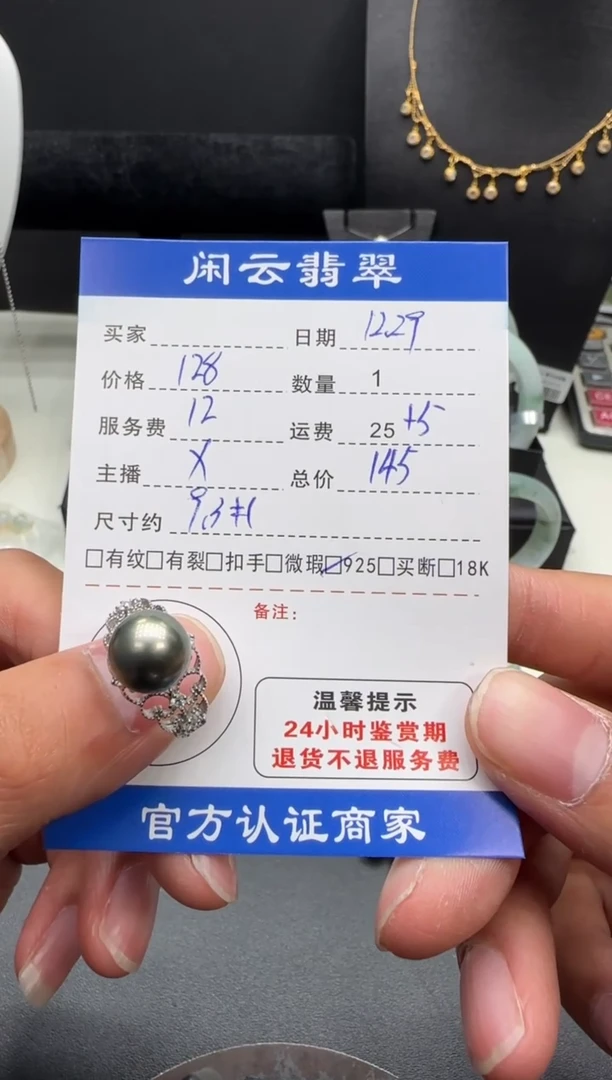 闲云翡翠
买家 日期 12.29
价格 128 数量 1
服务费 12 运费 25 +5
主播 X 总价 145
尺寸约 9.3 #
□有纹□有裂□扣手□微瑕□925□买断□18K
备注：
温馨提示
24小时鉴赏期
退货不退服务费
官方认证商家